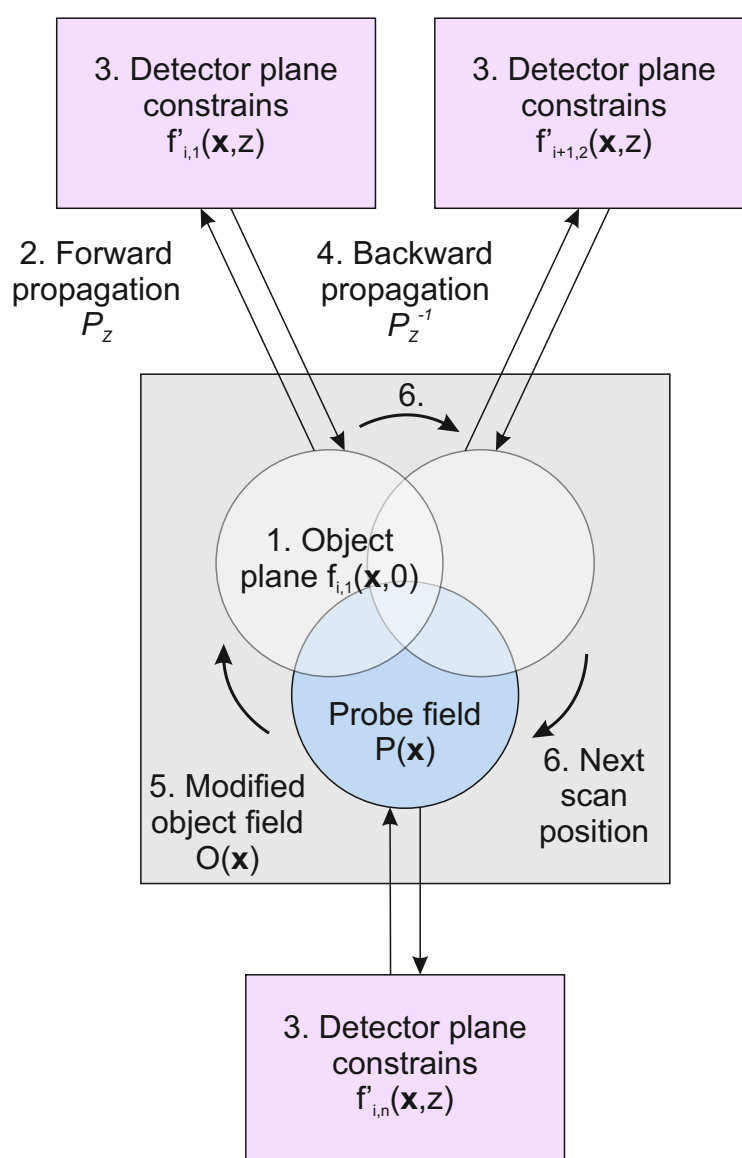 3. Detector plane
constrains
f'i,1(x,z)
3. Detector plane
constrains
f'i+1,2(x,z)
2. Forward
propagation
Pz
4. Backward
propagation
Pz-1
6.
1. Object
plane fi,1(x,0)
Probe field
P(x)
5. Modified
object field
O(x)
6. Next
scan
position
3. Detector plane
constrains
f'i,n(x,z)